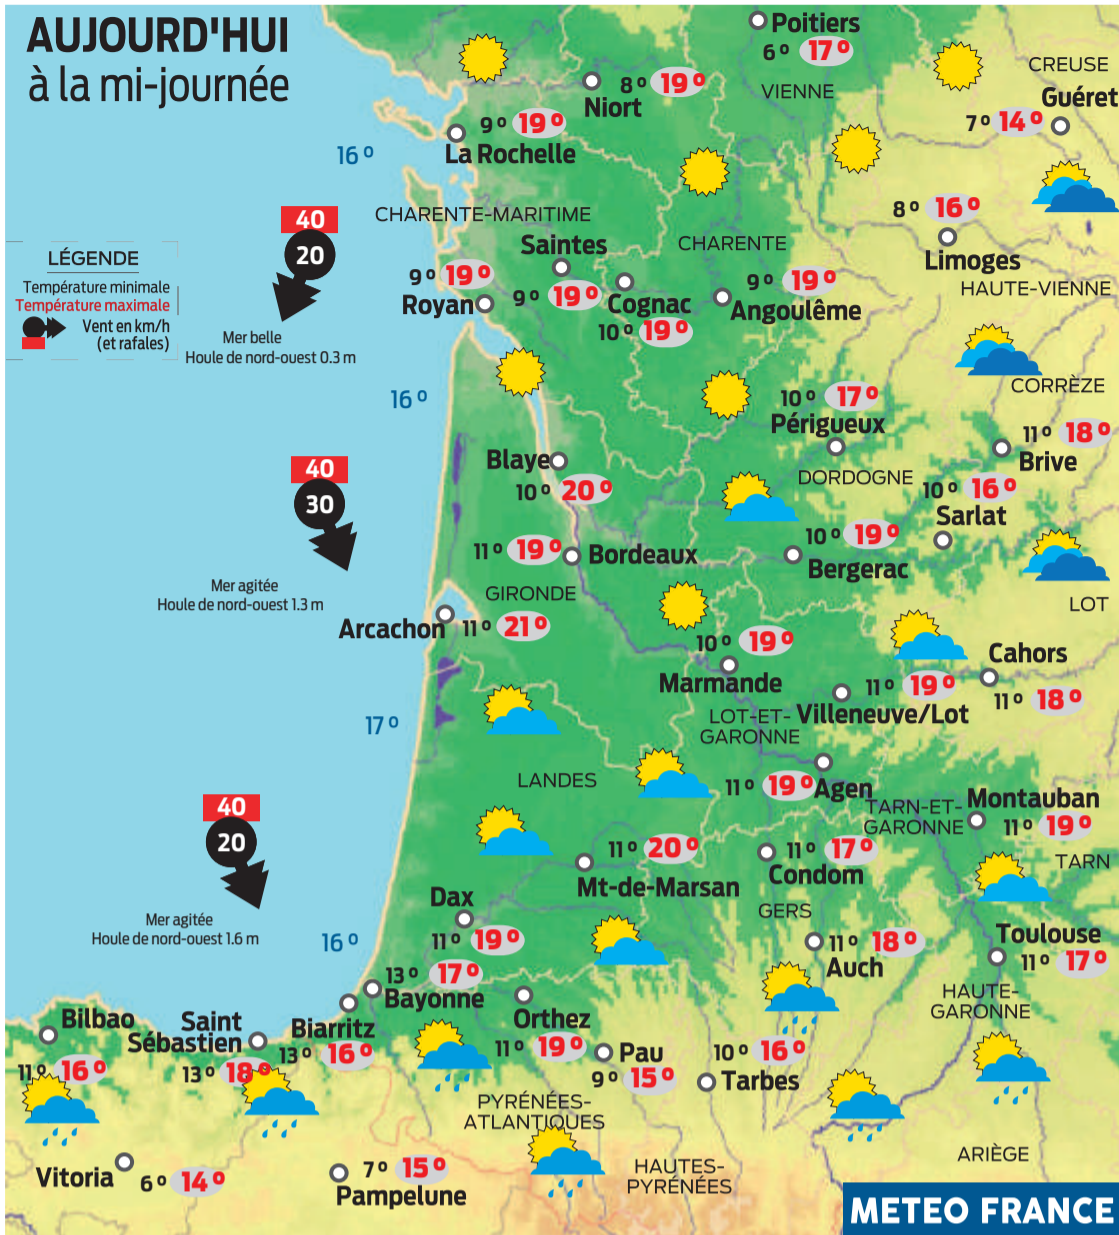 AUJOURD'HUI
à la mi-journée
Poitiers
6° 17°
VIENNE
CREUSE
Guéret
7° 14°
8° 19°
Niort
9° 19°
La Rochelle
16°
CHARENTE-MARITIME
8° 16°
Limoges
HAUTE-VIENNE
40
20
Mer belle
Houle de nord-ouest 0.3 m
LÉGENDE
Température minimale
Température maximale
Vent en km/h
(et rafales)
Saintes
9° 19°
CHARENTE
9° 19°
Royan
Cognac
10° 19°
9° 19°
Angoulême
16°
10° 17°
Périgueux
CORRÈZE
11° 18°
Brive
DORDOGNE
10° 16°
Sarlat
Blaye
10° 20°
40
30
Mer agitée
Houle de nord-ouest 1.3 m
11° 19° Bordeaux
10° 19°
Bergerac
GIRONDE
LOT
Arcachon 11° 21°
10° 19°
Marmande
Cahors
11° 18°
11° 19°
Villeneuve/Lot
LOT-ET-
GARONNE
17°
LANDES
11° 19° Agen
TARN-ET-
GARONNE
Montauban
11° 19°
TARN
40
20
Mer agitée
Houle de nord-ouest 1.6 m
11° 20°
Mt-de-Marsan
11° 17°
Condom
GERS
Dax
11° 19°
16°
11° 18°
Auch
Toulouse
11° 17°
HAUTE-
GARONNE
13° 17°
Bayonne
Biarritz
13° 16°
Orthez
11° 19°
Bilbao
11° 16°
Saint
Sébastien
13° 18°
Pau
9° 15°
10° 16°
Tarbes
PYRÉNÉES-
ATLANTIQUES
HAUTES-
PYRÉNÉES
ARIÈGE
Vitoria
6° 14°
7° 15°
Pampelune
METEO FRANCE